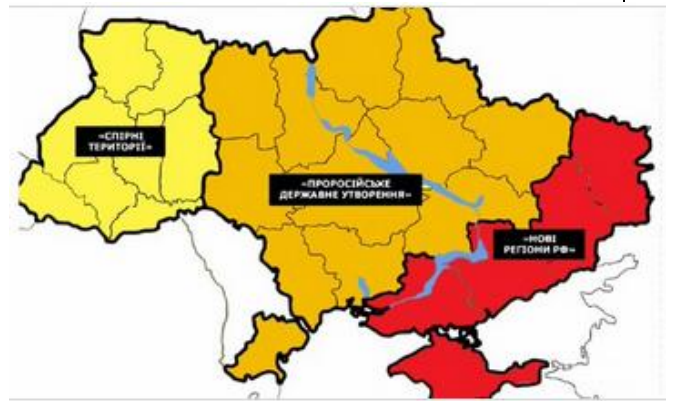 «СПІРНІ
ТЕРИТОРІЇ»
«ПРОРОСІЙСЬКЕ
ДЕРЖАВНЕ УТВОРЕННЯ»
«НОВІ
РЕГІОНИ РФ»